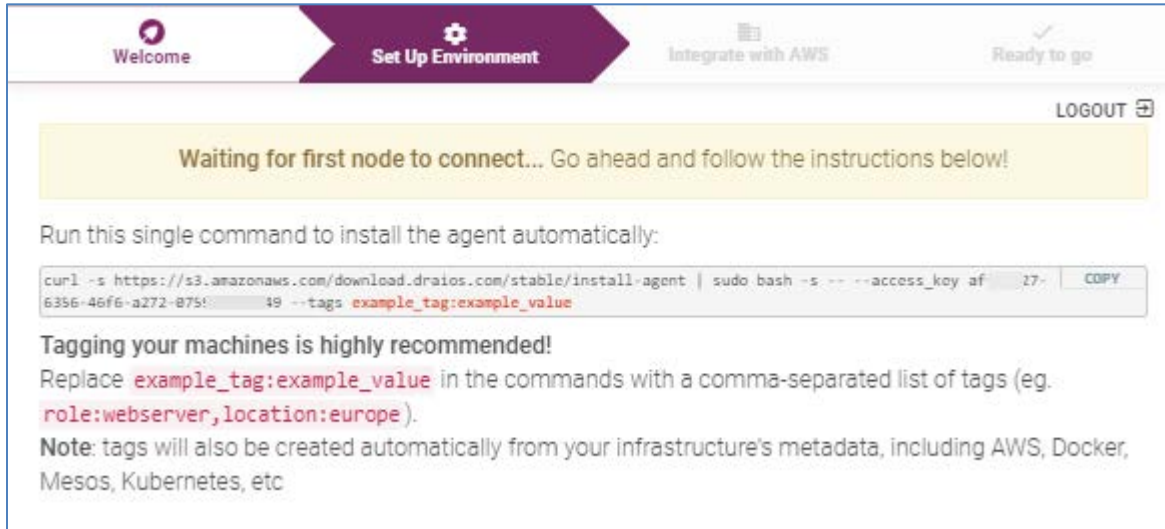 Welcome
Set Up Environment
Integrate with AWS
Ready to go
LOGOUT
Waiting for first node to connect... Go ahead and follow the instructions below!
Run this single command to install the agent automatically:
curl -s https://s3.amazonaws.com/download.draios.com/stable/install-agent | sudo bash -s -- --access_key af 27-
COPY
6356-46f6-a272-075 49 --tags example_tag:example_value
Tagging your machines is highly recommended!
Replace example_tag:example_value in the commands with a comma-separated list of tags (eg.
role:webserver,location:europe).
Note: tags will also be created automatically from your infrastructure's metadata, including AWS, Docker,
Mesos, Kubernetes, etc